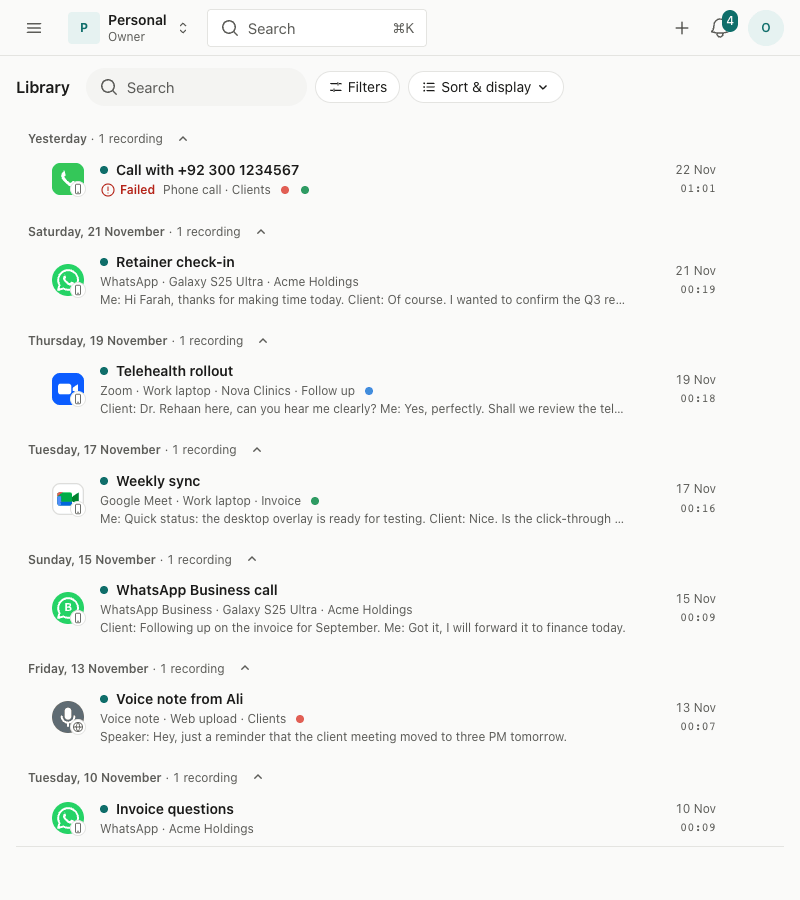 P
Personal
Owner
Search
⌘K
4
O
Library
Search
Filters
Sort & display
Yesterday · 1 recording
Call with +92 300 1234567
22 Nov
Failed Phone call · Clients
01:01
Saturday, 21 November · 1 recording
Retainer check-in
21 Nov
WhatsApp · Galaxy S25 Ultra · Acme Holdings
00:19
Me: Hi Farah, thanks for making time today. Client: Of course. I wanted to confirm the Q3 re...
Thursday, 19 November · 1 recording
Telehealth rollout
19 Nov
Zoom · Work laptop · Nova Clinics · Follow up
00:18
Client: Dr. Rehaan here, can you hear me clearly? Me: Yes, perfectly. Shall we review the tel...
Tuesday, 17 November · 1 recording
Weekly sync
17 Nov
Google Meet · Work laptop · Invoice
00:16
Me: Quick status: the desktop overlay is ready for testing. Client: Nice. Is the click-through ...
Sunday, 15 November · 1 recording
WhatsApp Business call
15 Nov
B
WhatsApp Business · Galaxy S25 Ultra · Acme Holdings
00:09
Client: Following up on the invoice for September. Me: Got it, I will forward it to finance today.
Friday, 13 November · 1 recording
Voice note from Ali
13 Nov
Voice note · Web upload · Clients
00:07
Speaker: Hey, just a reminder that the client meeting moved to three PM tomorrow.
Tuesday, 10 November · 1 recording
Invoice questions
10 Nov
WhatsApp · Acme Holdings
00:09